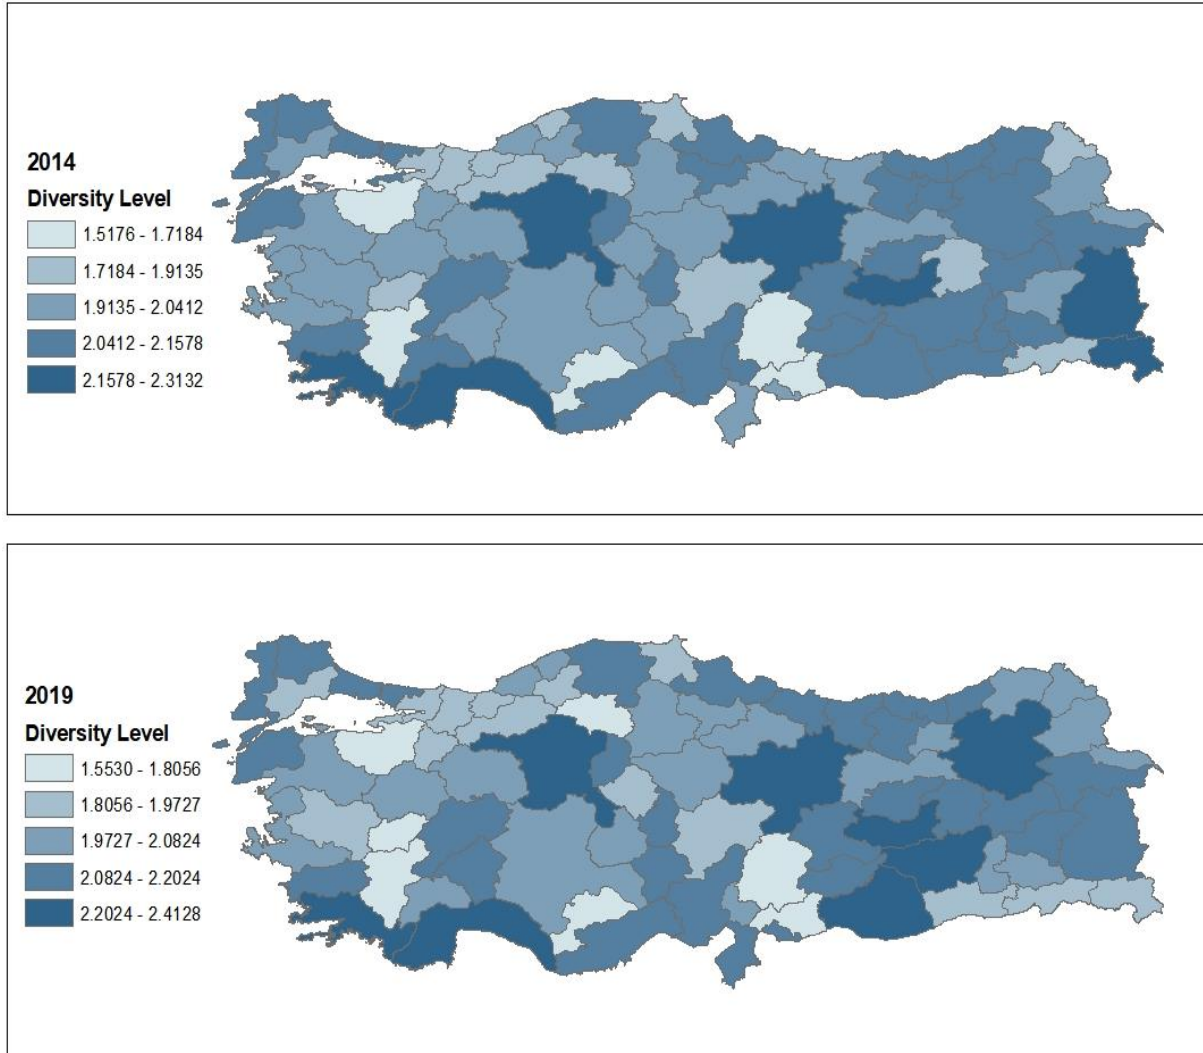 2014
Diversity Level
1.5176 - 1.7184
1.7184 - 1.9135
1.9135 - 2.0412
2.0412 - 2.1578
2.1578 - 2.3132
2019
Diversity Level
1.5530 - 1.8056
1.8056 - 1.9727
1.9727 - 2.0824
2.0824 - 2.2024
2.2024 - 2.4128